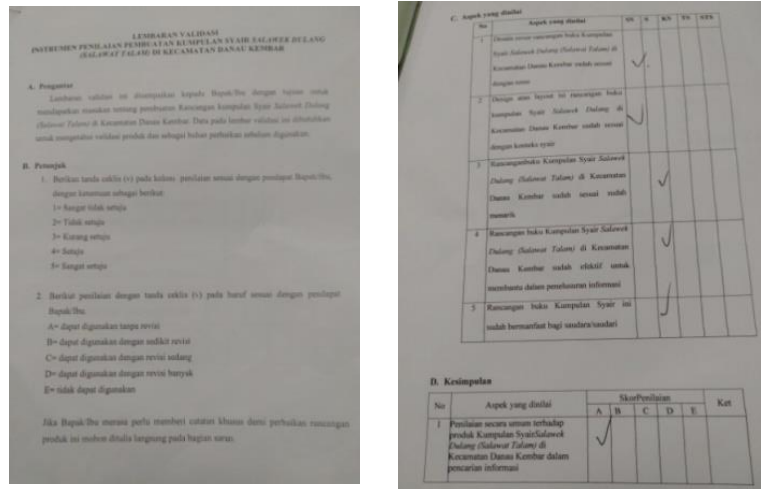 LEMBARAN VALIDASI
INSTRUMEN PENILAIAN PEMBUATAN KUMPULAN SYAIR SALAWEK DULANG
(SALAWAT TALAM) DI KECAMATAN DANAU KEMBAR
A. Pengantar
Lembaran validasi ini disampaikan kepada Bapak/Ibu dengan tujuan untuk
mendapatkan masukan tentang pembuatan Rancangan kumpulan Syair Salawek Dulang
(Salawat Talam) di Kecamatan Danau Kembar. Data pada lembar validasi ini dibutuhkan
untuk mengetahui validasi produk dan sebagai bahan perbaikan sebelum digunakan.
B. Petunjuk
1. Berikan tanda ceklis (v) pada kolom penilaian sesuai dengan pendapat Bapak/Ibu,
dengan ketentuan sebagai berikut:
1= Sangat tidak setuju
2= Tidak setuju
3= Kurang setuju
4= Setuju
5= Sangat setuju
2. Berikut penilaian dengan tanda ceklis (v) pada huruf sesuai dengan pendapat
Bapak/Ibu
A= dapat digunakan tanpa revisi
B= dapat digunakan dengan sedikit revisi
C= dapat digunakan dengan revisi sedang
D= dapat digunakan dengan revisi banyak
E= tidak dapat digunakan
Jika Bapak/Ibu merasa perlu memberi catatan khusus demi perbaikan rancangan
produk ini mohon ditulis langsung pada bagian saran.
C. Aspek yang dinilai
No Aspek yang dinilai SS S KS TS STS
1 Desain cover rancangan buku Kumpulan
Syair Salawek Dulang (Salawat Talam) di
Kecamatan Danau Kembar sudah sesuai
dengan
2 Design atau layout isi rancangan buku
kumpulan Syair Salawek Dulang di
Kecamatan Danau Kembar sudah sesuai
dengan konteks syair
3 Rancanganbuku Kumpulan Syair Salawek
Dulang (Salawat Talam) di Kecamatan
Danau Kembar sudah sesuai sudah
menarik
4 Rancangan buku Kumpulan Syair Salawek
Dulang (Salawat Talam) di Kecamatan
Danau Kembar sudah efektif untuk
membantu dalam penelusuran informasi
5 Rancangan buku Kumpulan Syair ini
sudah bermanfaat bagi saudara/saudari
D. Kesimpulan
No Aspek yang dinilai SkorPenilaian Ket
A B C D E
1 Penilaian secara umum terhadap
produk Kumpulan SyairSalawek
Dulang (Salawat Talam) di
Kecamatan Danau Kembar dalam
pencarian informasi